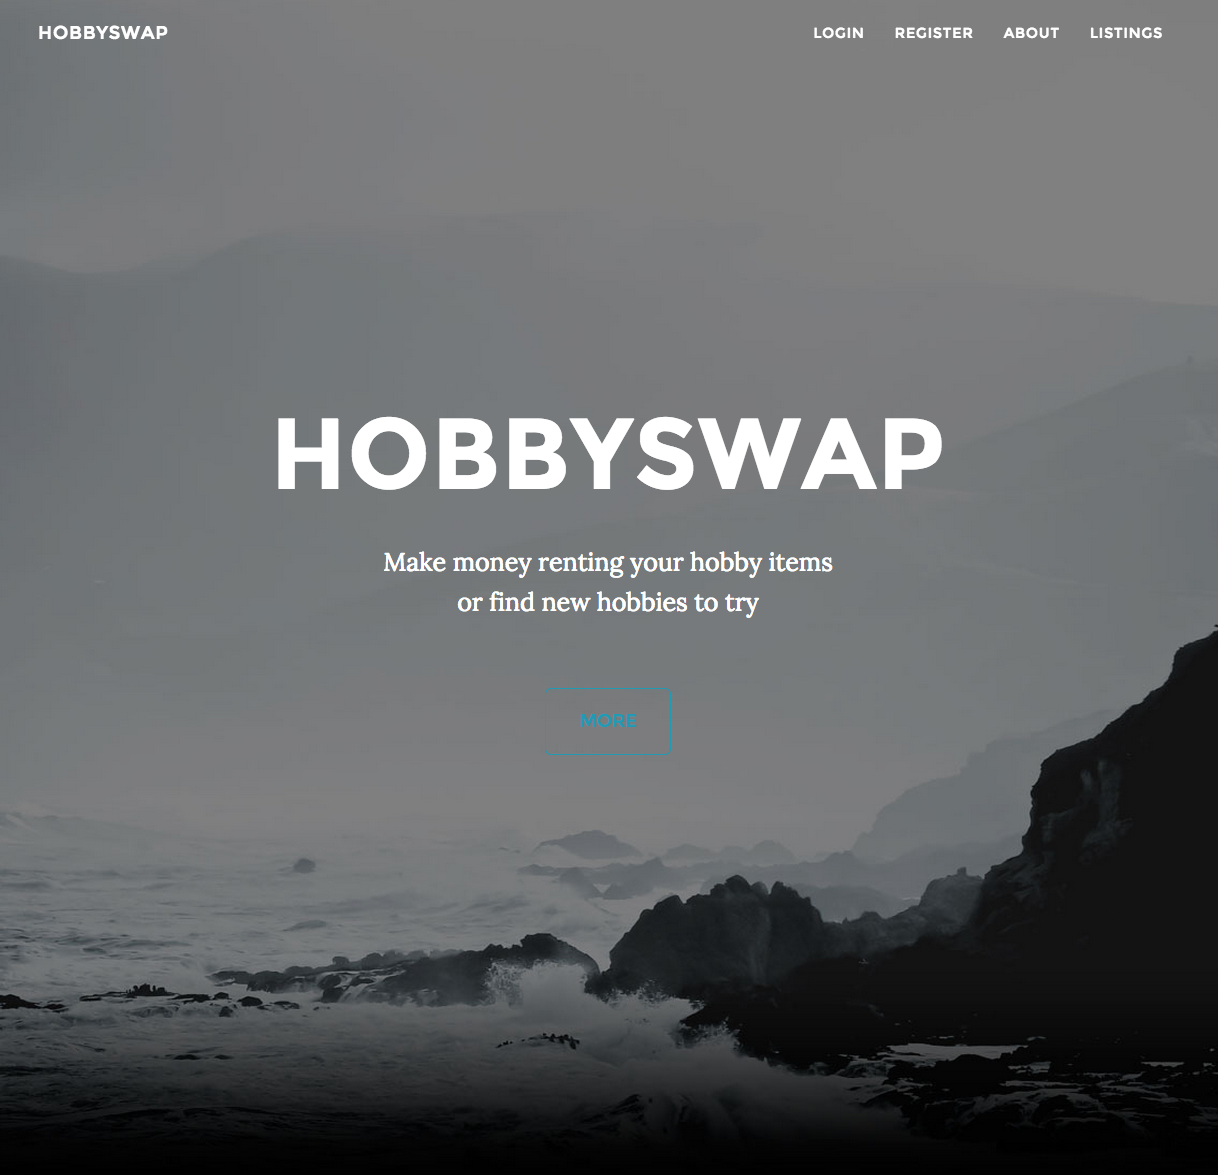 HOBBYSWAP
LOGIN REGISTER ABOUT LISTINGS
HOBBYSWAP
Make money renting your hobby items
or find new hobbies to try
MORE